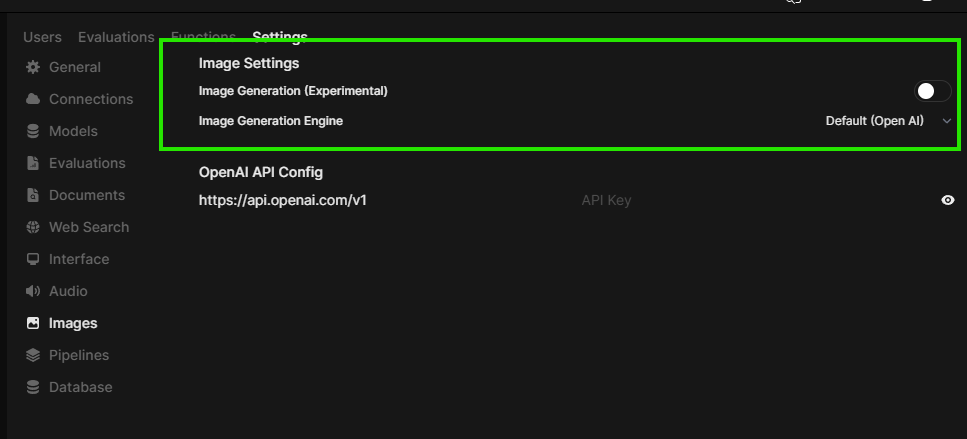 Users Evaluations Functions Settings
General
Connections
Models
Evaluations
Documents
Web Search
Interface
Audio
Images
Pipelines
Database
Image Settings
Image Generation (Experimental)
Image Generation Engine Default (Open AI)
OpenAI API Config
https://api.openai.com/v1 API Key